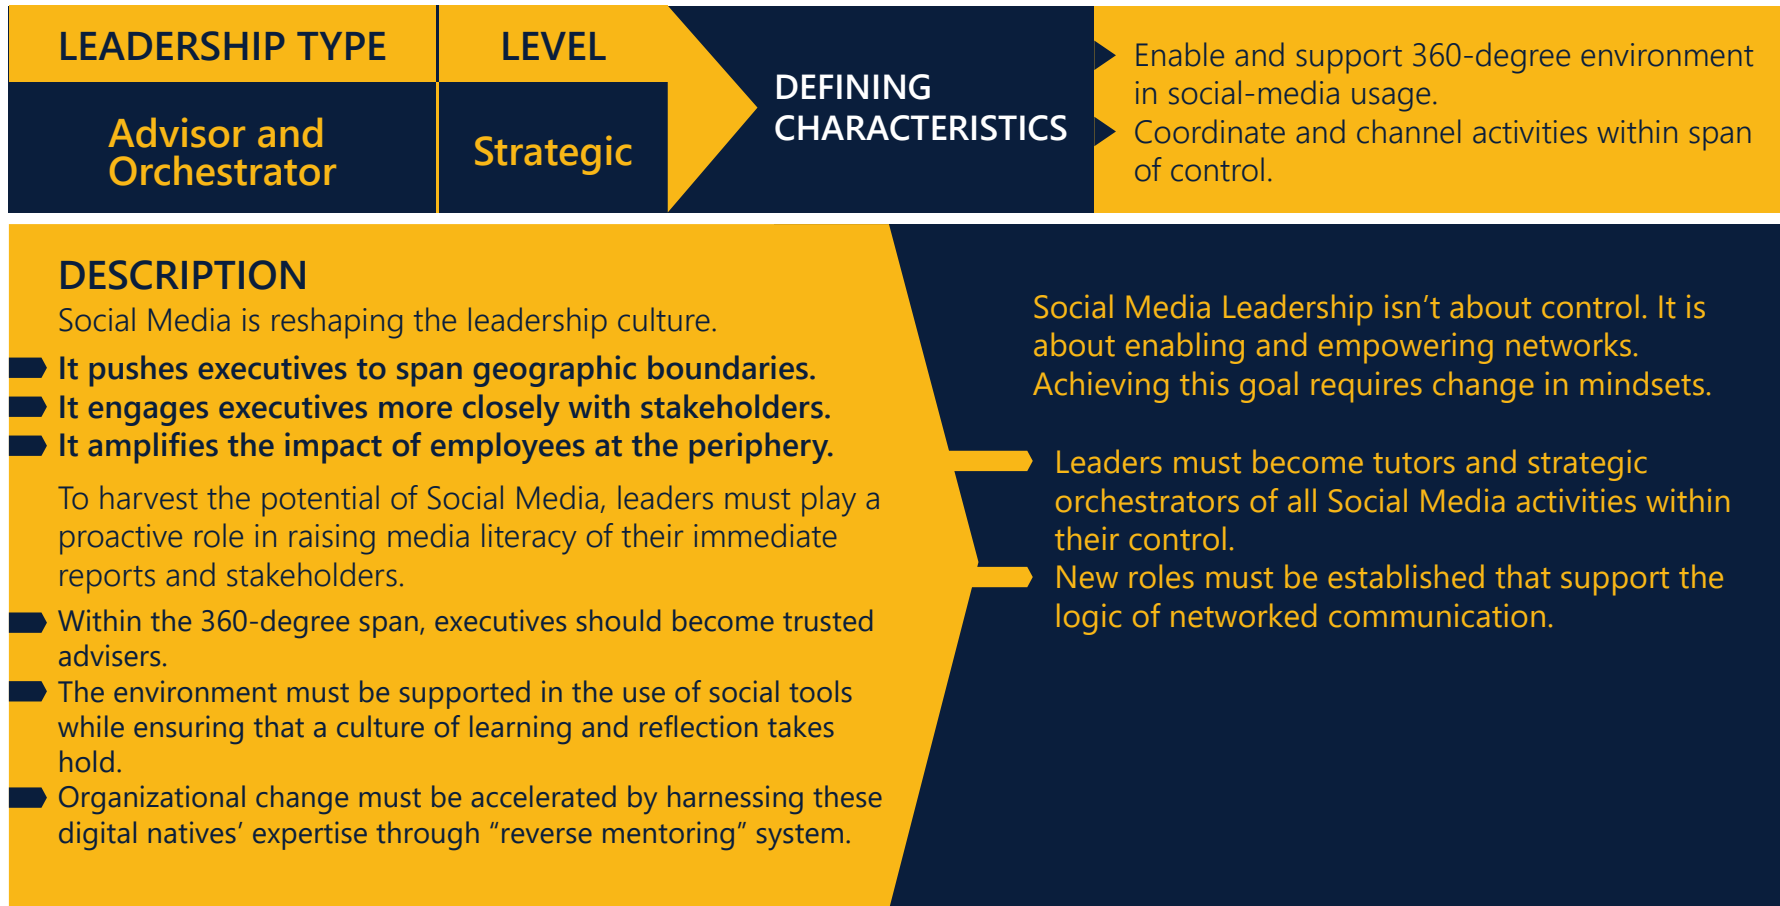 LEADERSHIP TYPE
LEVEL
Advisor and
Orchestrator
Strategic
DEFINING
CHARACTERISTICS
Enable and support 360-degree environment
in social-media usage.
Coordinate and channel activities within span
of control.
DESCRIPTION
Social Media is reshaping the leadership culture.
It pushes executives to span geographic boundaries.
It engages executives more closely with stakeholders.
It amplifies the impact of employees at the periphery.
To harvest the potential of Social Media, leaders must play a
proactive role in raising media literacy of their immediate
reports and stakeholders.
Within the 360-degree span, executives should become trusted
advisers.
The environment must be supported in the use of social tools
while ensuring that a culture of learning and reflection takes
hold.
Organizational change must be accelerated by harnessing these
digital natives’ expertise through “reverse mentoring” system.
Social Media Leadership isn’t about control. It is
about enabling and empowering networks.
Achieving this goal requires change in mindsets.
Leaders must become tutors and strategic
orchestrators of all Social Media activities within
their control.
New roles must be established that support the
logic of networked communication.